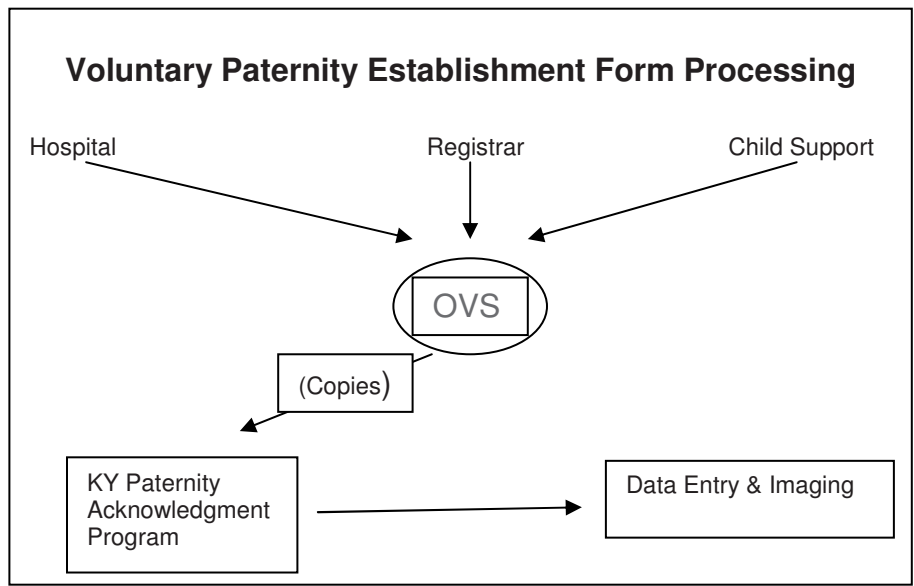 Voluntary Paternity Establishment Form Processing
Hospital
Registrar
Child Support
OVS
(Copies)
KY Paternity
Acknowledgment
Program
Data Entry & Imaging